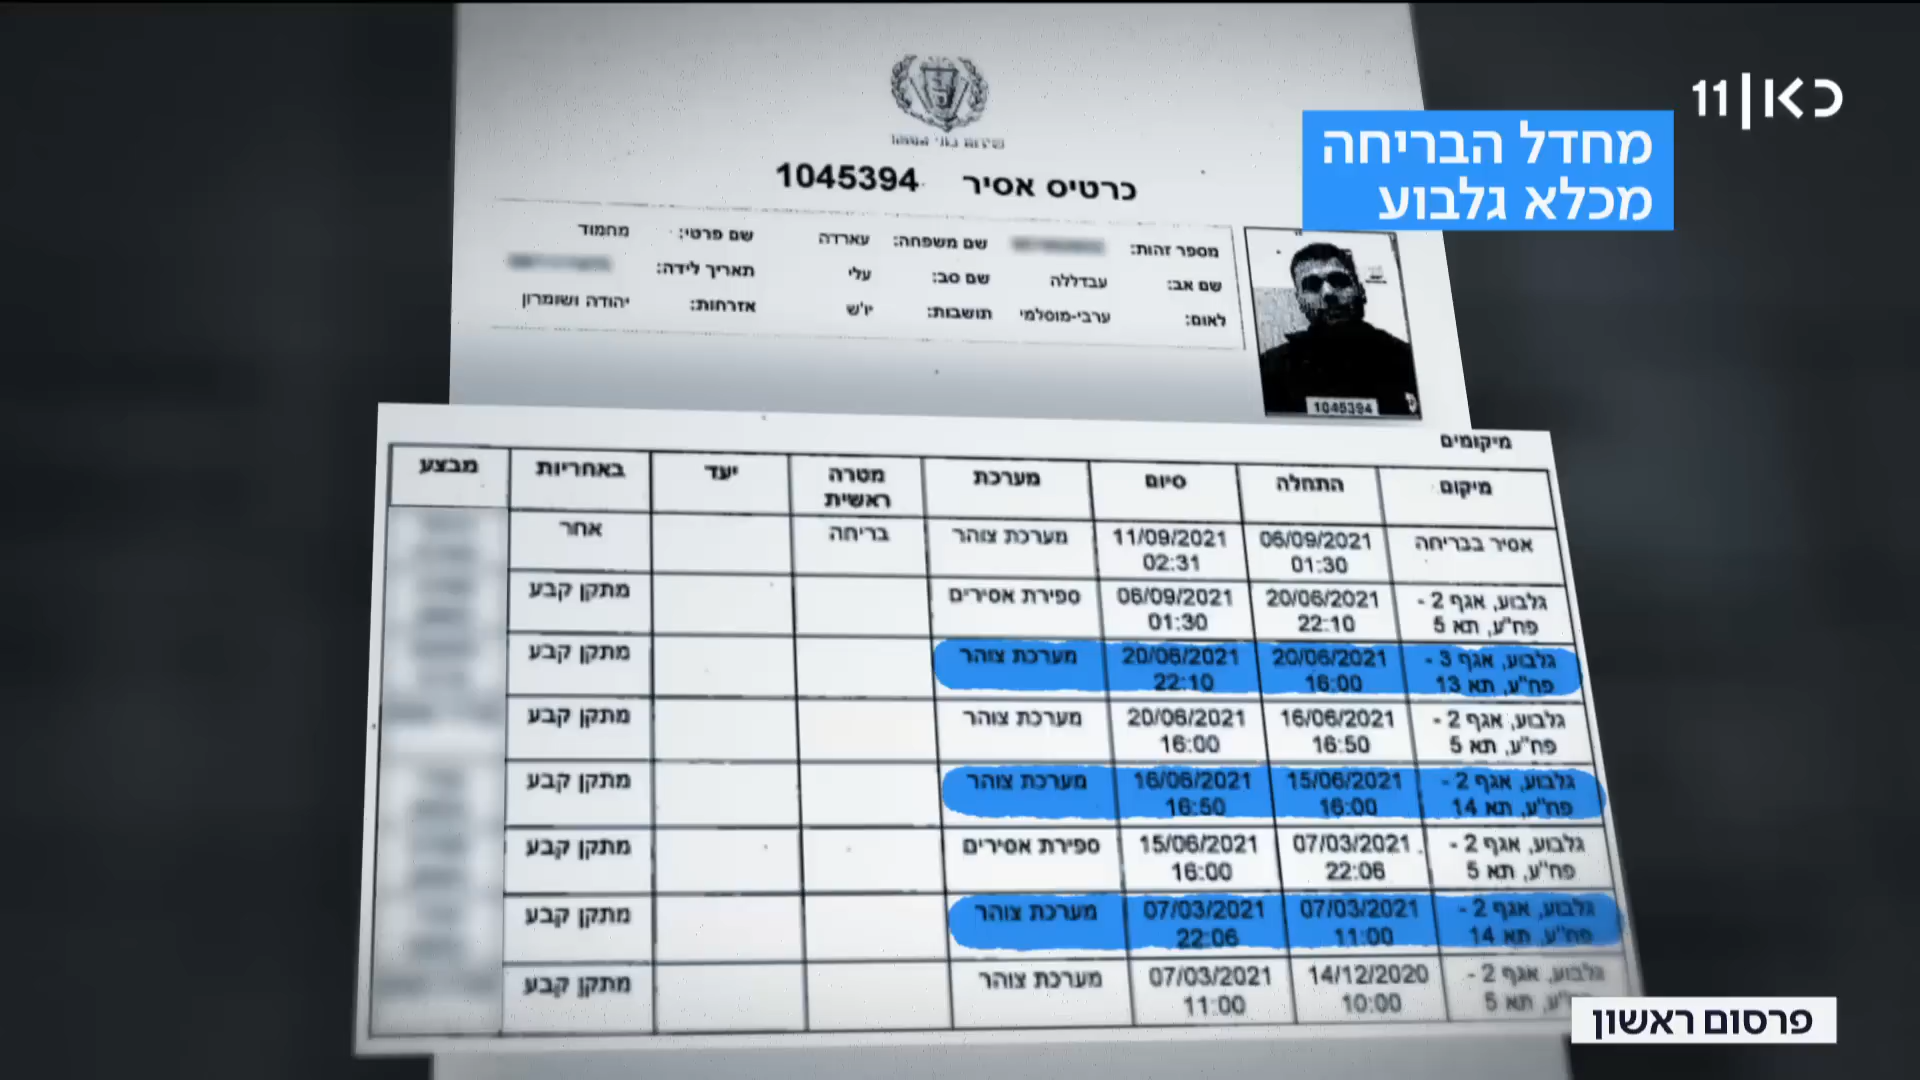 כאן|11
מחדל הבריחה
מכלא גלבוע
כרטיס אסיר 1045394
מספר זהות: שם משפחה: עארדה שם פרטי: מחמוד
שם אב: עבדללה שם סב: עלי תאריך לידה:
לאום: ערבי-מוסלמי תושבות: יו'ש אזרחות: יהודה ושומרון
1045394
מיקומים
מיקום התחלה סיום מערכת מטרה ראשית יעד באחריות מבצע
אסיר בבריחה 06/09/2021 01:30 11/09/2021 02:31 מערכת צוהר בריחה אחר
גלבוע, אגף 2 - פח"ע, תא 5 20/06/2021 22:10 06/09/2021 01:30 ספירת אסירים מתקן קבע
גלבוע, אגף 3 - פח"ע, תא 13 20/06/2021 16:00 20/06/2021 22:10 מערכת צוהר מתקן קבע
גלבוע, אגף 2 - פח"ע, תא 5 16/06/2021 16:50 20/06/2021 16:00 מערכת צוהר מתקן קבע
גלבוע, אגף 2 - פח"ע, תא 14 15/06/2021 16:00 16/06/2021 16:50 מערכת צוהר מתקן קבע
גלבוע, אגף 2 - פח"ע, תא 5 07/03/2021 22:06 15/06/2021 16:00 ספירת אסירים מתקן קבע
גלבוע, אגף 2 - פח"ע, תא 14 07/03/2021 11:00 07/03/2021 22:06 מערכת צוהר מתקן קבע
גלבוע, אגף 2 - פח"ע, תא 5 14/12/2020 10:00 07/03/2021 11:00 מערכת צוהר מתקן קבע
פרסום ראשון